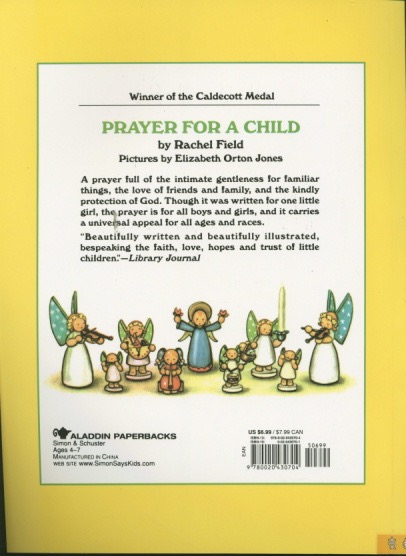 Winner of the Caldecott Medal
PRAYER FOR A CHILD
by Rachel Field
Pictures by Elizabeth Orton Jones
A prayer full of the intimate gentleness for familiar
things, the love of friends and family, and the kindly
protection of God. Though it was written for one little
girl, the prayer is for all boys and girls, and it carries
a universal appeal for all ages and races.
"Beautifully written and beautifully illustrated,
bespeaking the faith, love, hopes and trust of little
children."—Library Journal
ALADDIN PAPERBACKS
Simon & Schuster
Ages 4–7
MANUFACTURED IN CHINA
WEB SITE www.SimonSaysKids.com
US $6.99 / $7.99 CAN
50699
EAN
9780020430704